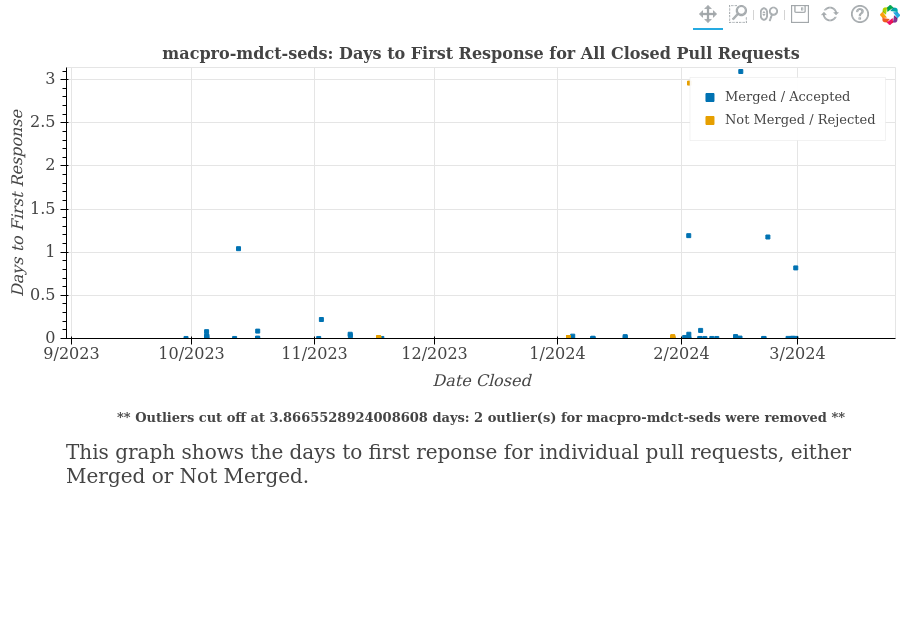 macpro-mdct-seds: Days to First Response for All Closed Pull Requests
Days to First Response
3
2.5
2
1.5
1
0.5
0
Merged / Accepted
Not Merged / Rejected
9/2023
10/2023
11/2023
12/2023
1/2024
2/2024
3/2024
Date Closed
** Outliers cut off at 3.8665528924008608 days: 2 outlier(s) for macpro-mdct-seds were removed **
This graph shows the days to first reponse for individual pull requests, either
Merged or Not Merged.